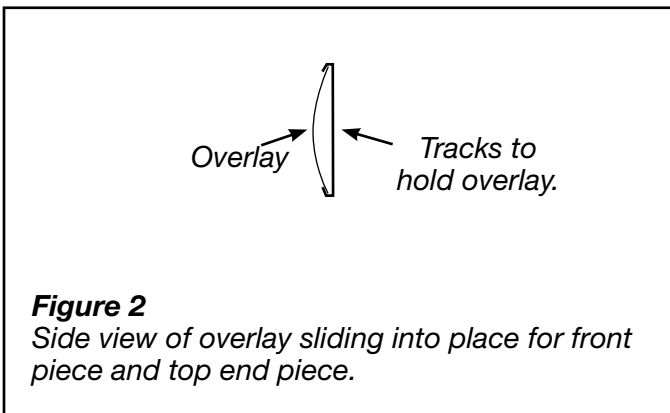 Overlay
Tracks to
hold overlay.
Figure 2
Side view of overlay sliding into place for front
piece and top end piece.